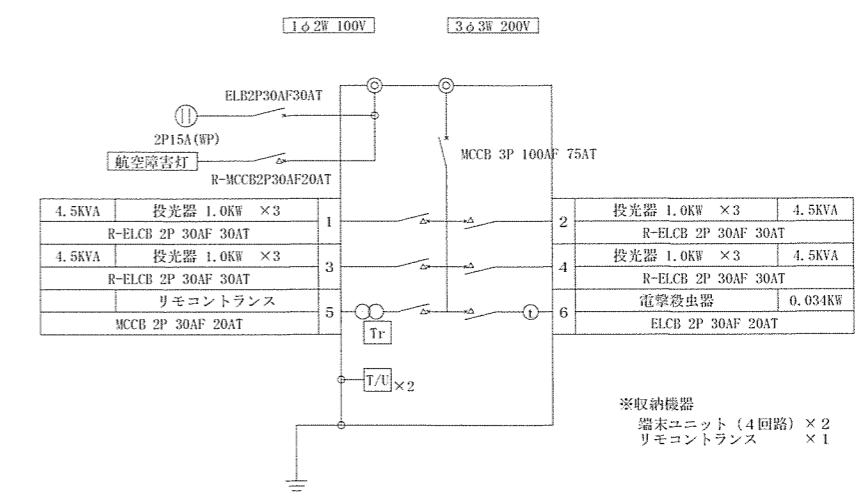 1φ2W 100V
3φ3W 200V
ELB2P30AF30AT
2P15A(WP)
航空障害灯
R-MCCB2P30AF20AT
MCCB 3P 100AF 75AT
4.5KVA 投光器 1.0KW ×3
R-ELCB 2P 30AF 30AT
1
2
投光器 1.0KW ×3 4.5KVA
R-ELCB 2P 30AF 30AT
4.5KVA 投光器 1.0KW ×3
R-ELCB 2P 30AF 30AT
3
4
投光器 1.0KW ×3 4.5KVA
R-ELCB 2P 30AF 30AT
リモコントランス
MCCB 2P 30AF 20AT
5
Tr
t
6
電撃殺虫器 0.034KW
ELCB 2P 30AF 20AT
T/U ×2
※収納機器
端末ユニット(4回路)×2
リモコントランス ×1